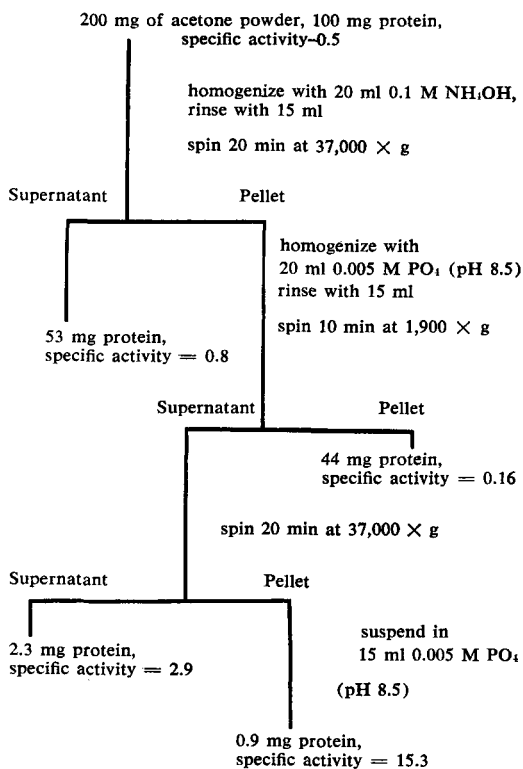 200 mg of acetone powder, 100 mg protein,
specific activity-0.5
homogenize with 20 ml 0.1 M NH₄OH,
rinse with 15 ml
spin 20 min at 37,000 × g
Supernatant Pellet
homogenize with
20 ml 0.005 M PO₄ (pH 8.5)
rinse with 15 ml
spin 10 min at 1,900 × g
53 mg protein,
specific activity = 0.8
Supernatant Pellet
44 mg protein,
specific activity = 0.16
spin 20 min at 37,000 × g
Supernatant Pellet
2.3 mg protein,
specific activity = 2.9
suspend in
15 ml 0.005 M PO₄
(pH 8.5)
0.9 mg protein,
specific activity = 15.3